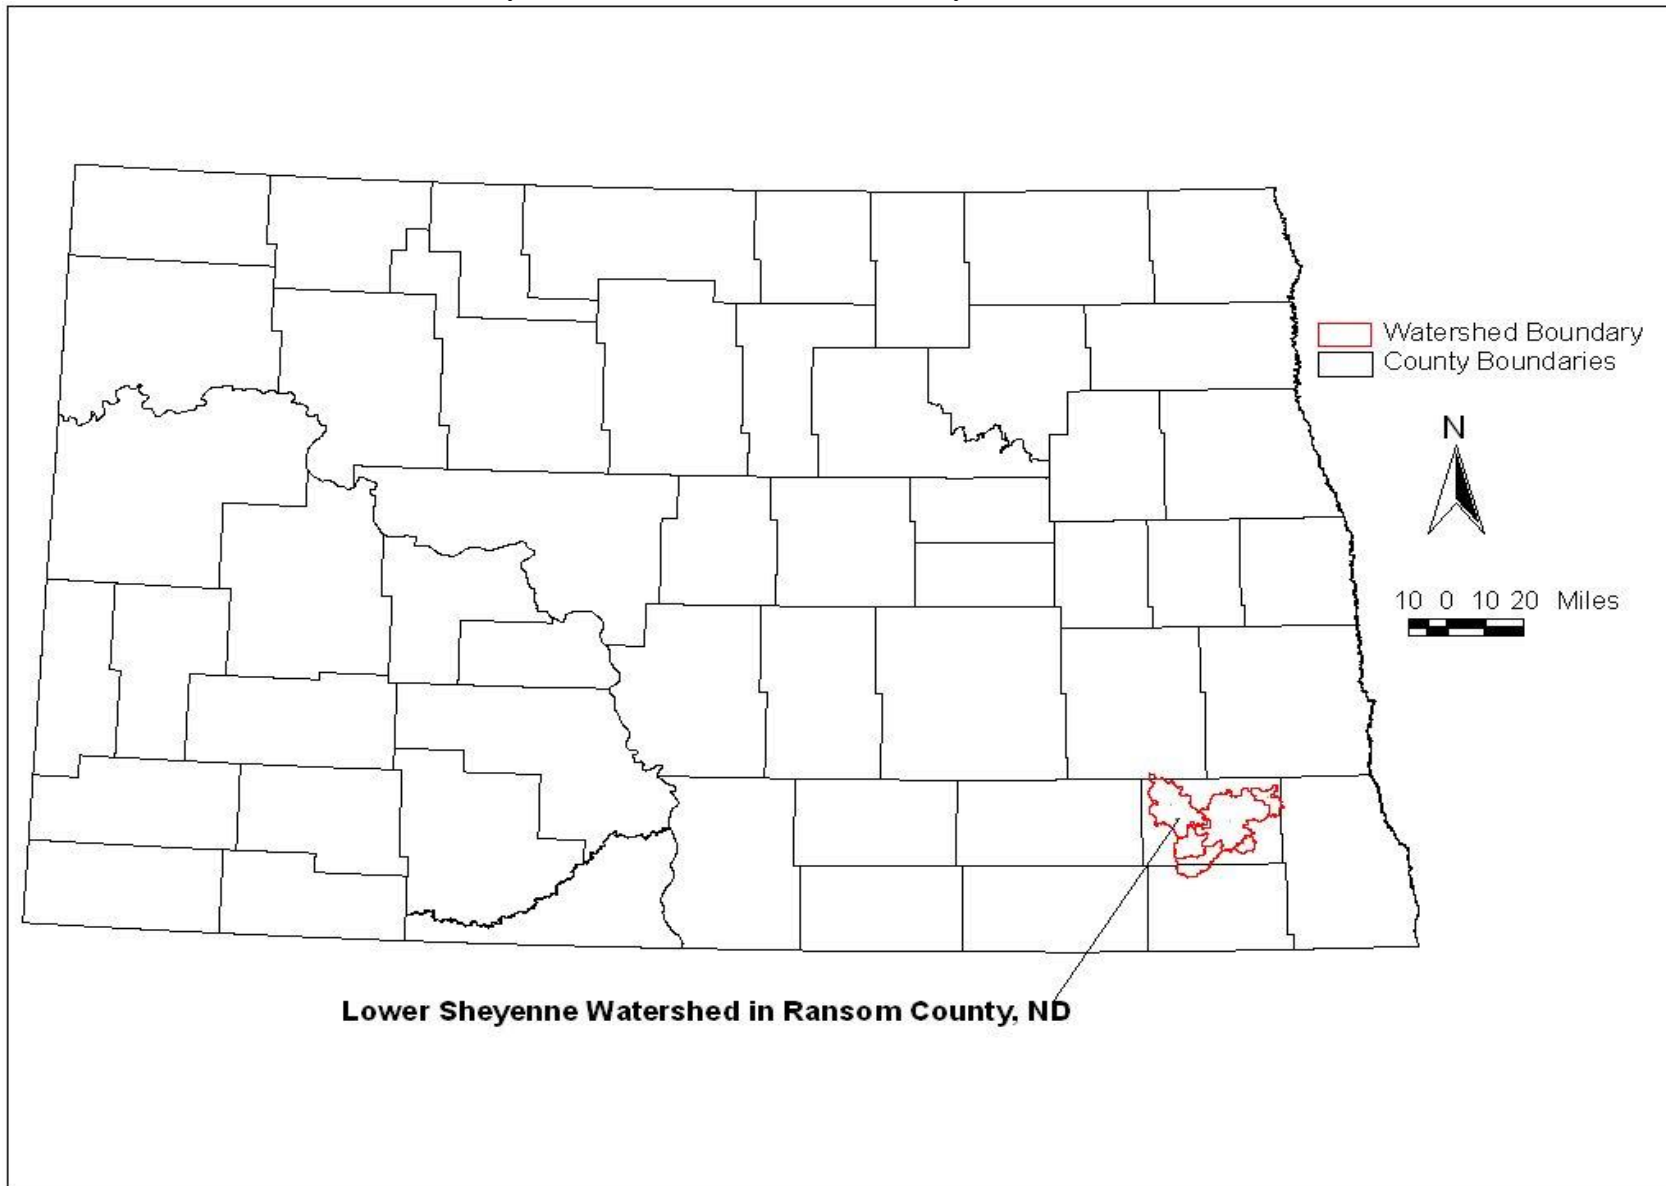 Watershed Boundary
County Boundaries
N
10 0 10 20 Miles
Lower Sheyenne Watershed in Ransom County, ND